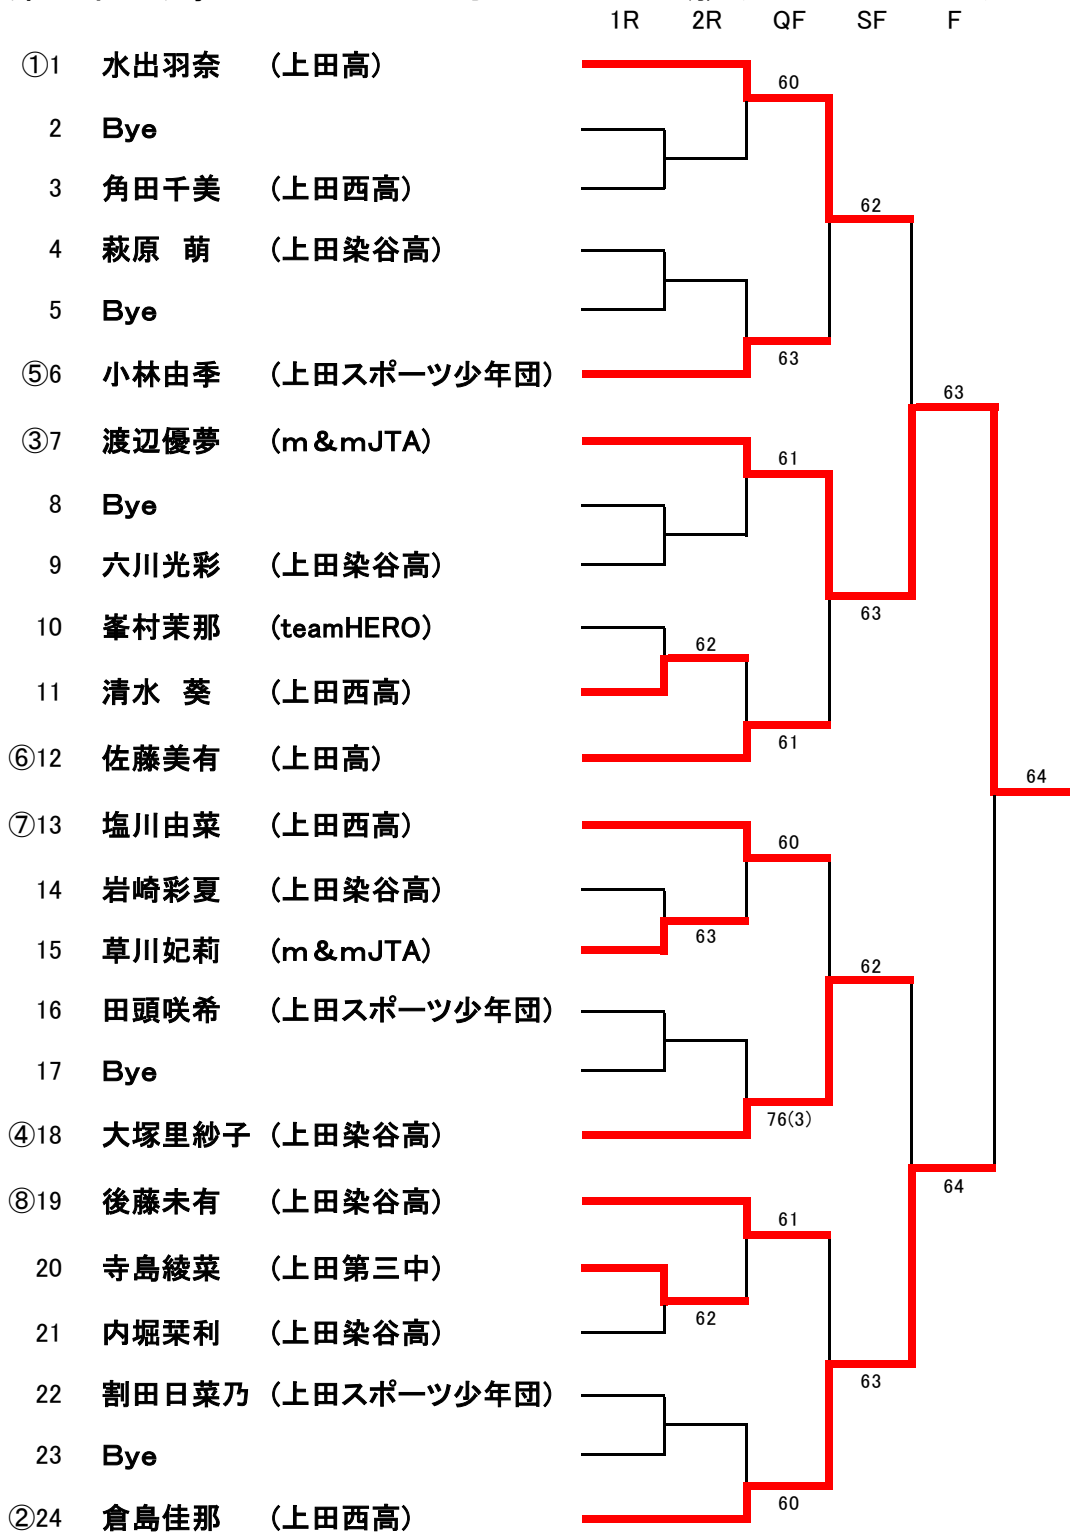 1R 2R QF SF F
①1 水出羽奈 (上田高)
60
2 Bye
3 角田千美 (上田西高)
62
4 萩原 萌 (上田染谷高)
5 Bye
63
⑤6 小林由季 (上田スポーツ少年団)
63
③7 渡辺優夢 (m&mJTA)
61
8 Bye
9 六川光彩 (上田染谷高)
63
10 峯村茉那 (teamHERO)
62
11 清水 葵 (上田西高)
61
⑥12 佐藤美有 (上田高)
64
⑦13 塩川由菜 (上田西高)
60
14 岩崎彩夏 (上田染谷高)
63
15 草川妃莉 (m&mJTA)
62
16 田頭咲希 (上田スポーツ少年団)
17 Bye
76(3)
④18 大塚里紗子 (上田染谷高)
64
⑧19 後藤未有 (上田染谷高)
61
20 寺島綾菜 (上田第三中)
62
21 内堀栞利 (上田染谷高)
63
22 割田日菜乃 (上田スポーツ少年団)
23 Bye
60
②24 倉島佳那 (上田西高)